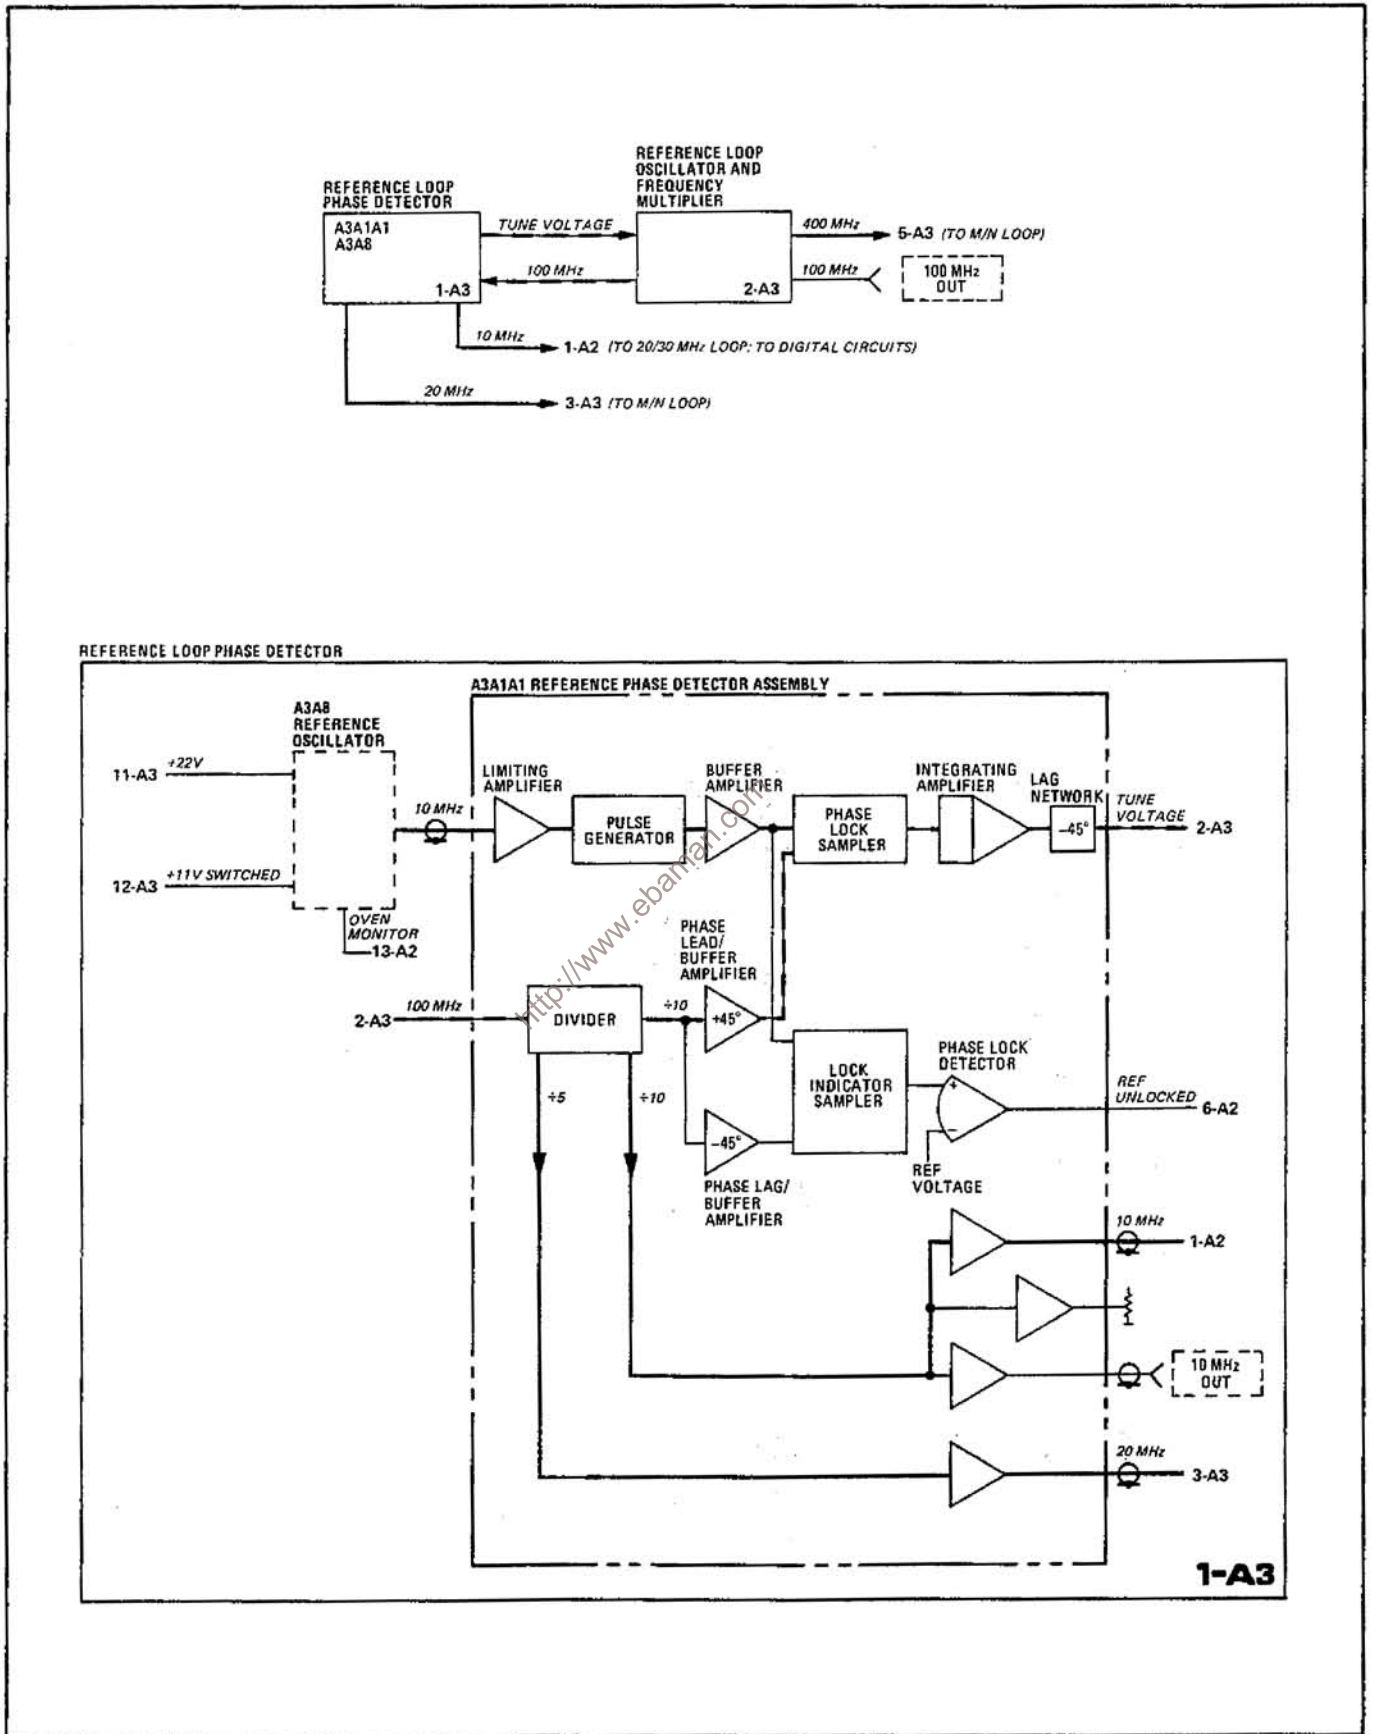 REFERENCE LOOP
OSCILLATOR AND
FREQUENCY
MULTIPLIER
REFERENCE LOOP
PHASE DETECTOR
A3A1A1
A3A8
1-A3
TUNE VOLTAGE
100 MHz
2-A3
400 MHz
5-A3 (TO M/N LOOP)
100 MHz
100 MHz
OUT
10 MHz
1-A2 (TO 20/30 MHz LOOP; TO DIGITAL CIRCUITS)
20 MHz
3-A3 (TO M/N LOOP)
REFERENCE LOOP PHASE DETECTOR
A3A1A1 REFERENCE PHASE DETECTOR ASSEMBLY
A3A8
REFERENCE
OSCILLATOR
11-A3
+22V
12-A3
+11V SWITCHED
OVEN
MONITOR
13-A2
10 MHz
LIMITING
AMPLIFIER
PULSE
GENERATOR
BUFFER
AMPLIFIER
PHASE
LOCK
SAMPLER
INTEGRATING
AMPLIFIER
LAG
NETWORK
-45°
TUNE
VOLTAGE
2-A3
PHASE
LEAD/
BUFFER
AMPLIFIER
2-A3
100 MHz
DIVIDER
÷10
+45°
÷5
÷10
-45°
PHASE LAG/
BUFFER
AMPLIFIER
LOCK
INDICATOR
SAMPLER
PHASE LOCK
DETECTOR
+
−
REF
VOLTAGE
REF
UNLOCKED
6-A2
10 MHz
1-A2
10 MHz
OUT
20 MHz
3-A3
1-A3
http://www.ebaman.com